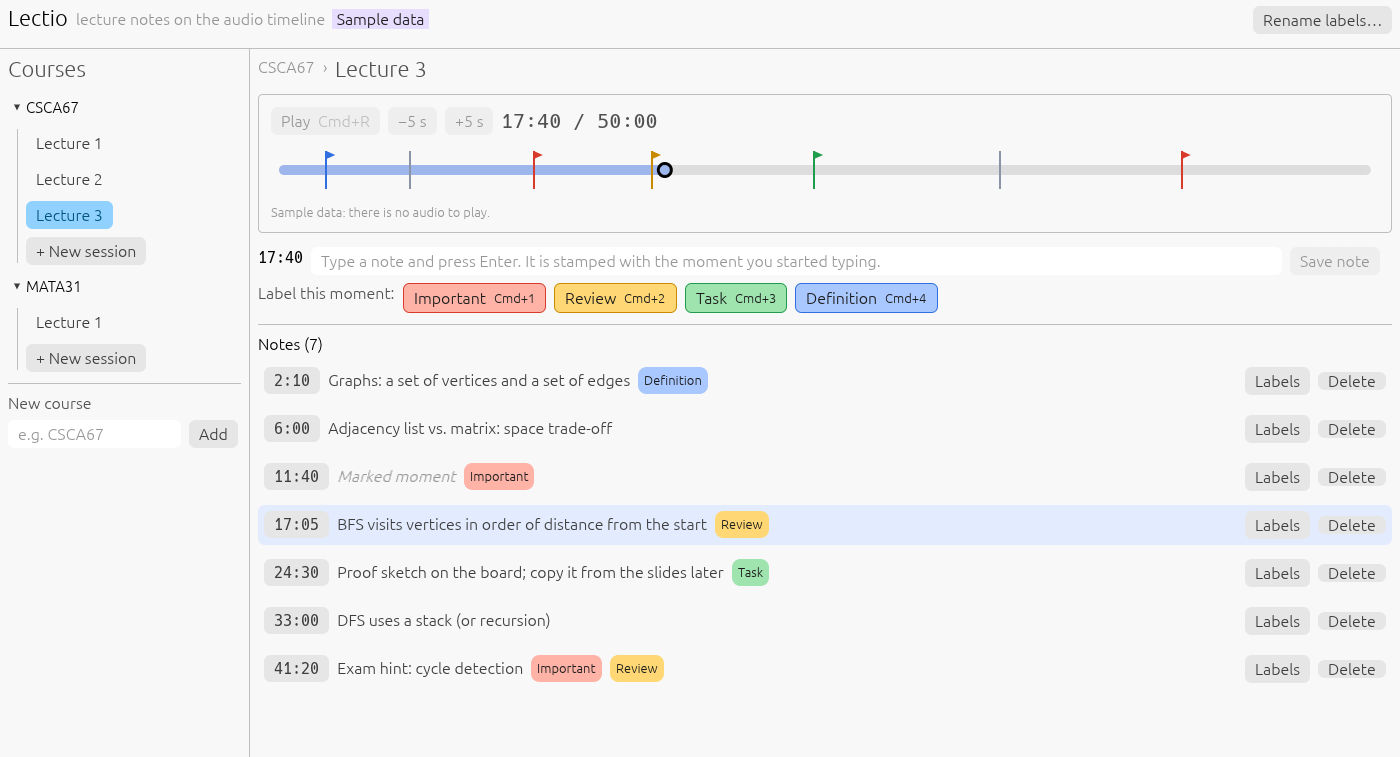 Lectio lecture notes on the audio timeline Sample data Rename labels…
Courses
CSCA67
Lecture 1
Lecture 2
Lecture 3
+ New session
MATA31
Lecture 1
+ New session
New course
e.g. CSCA67 Add
CSCA67 › Lecture 3
Play Cmd+R −5 s +5 s 17:40 / 50:00
Sample data: there is no audio to play.
17:40 Type a note and press Enter. It is stamped with the moment you started typing. Save note
Label this moment: Important Cmd+1 Review Cmd+2 Task Cmd+3 Definition Cmd+4
Notes (7)
2:10 Graphs: a set of vertices and a set of edges Definition Labels Delete
6:00 Adjacency list vs. matrix: space trade-off Labels Delete
11:40 Marked moment Important Labels Delete
17:05 BFS visits vertices in order of distance from the start Review Labels Delete
24:30 Proof sketch on the board; copy it from the slides later Task Labels Delete
33:00 DFS uses a stack (or recursion) Labels Delete
41:20 Exam hint: cycle detection Important Review Labels Delete